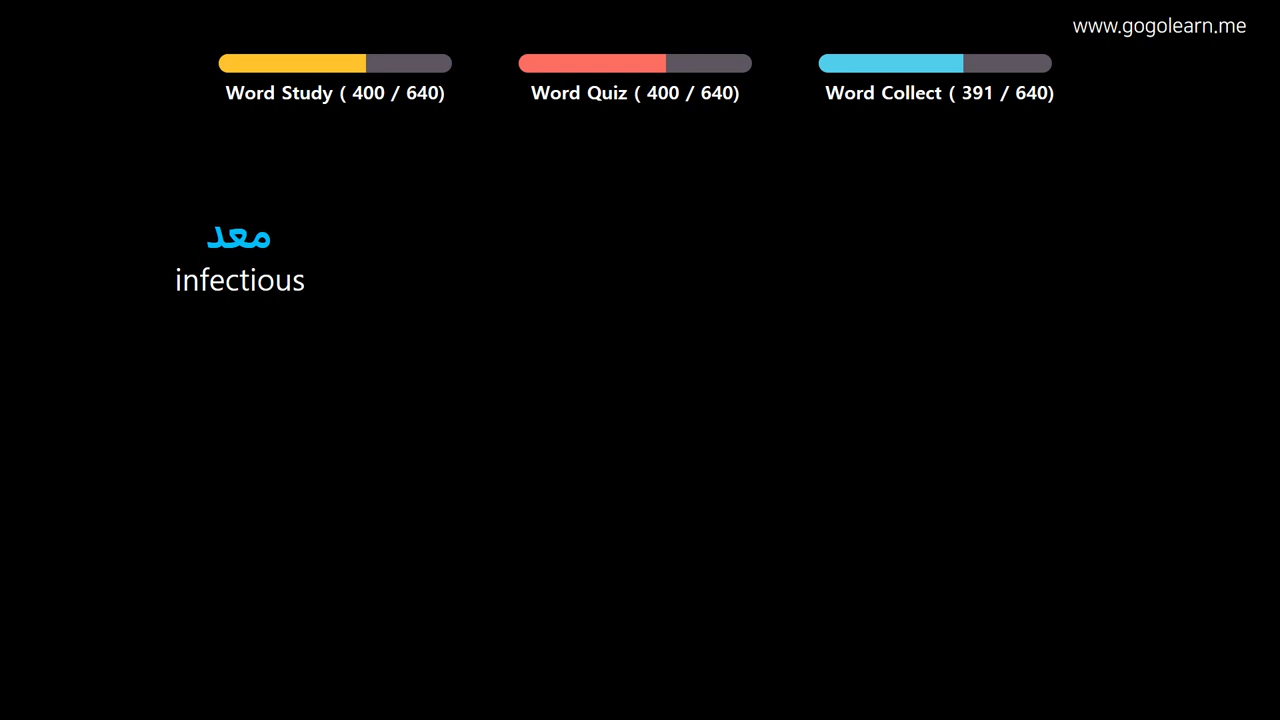 www.gogolearn.me
Word Study ( 400 / 640)
Word Quiz ( 400 / 640)
Word Collect ( 391 / 640)
معد
infectious